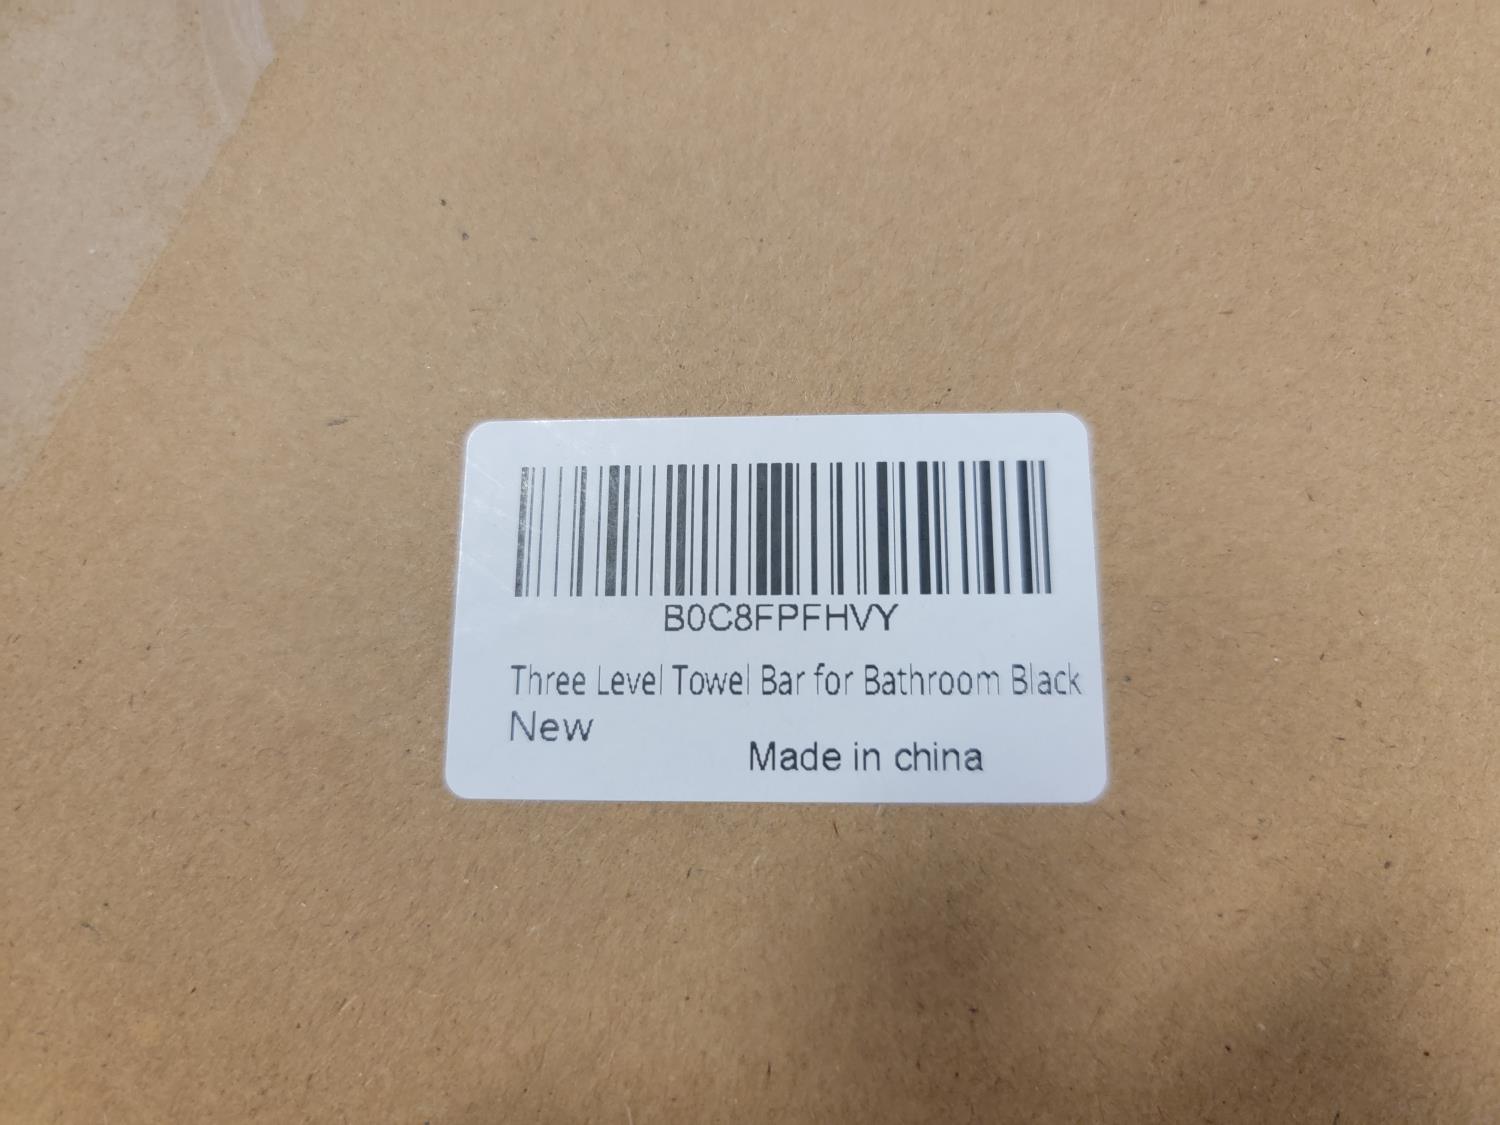 B0C8FPFHVY
Three Level Towel Bar for Bathroom Black
New
Made in china